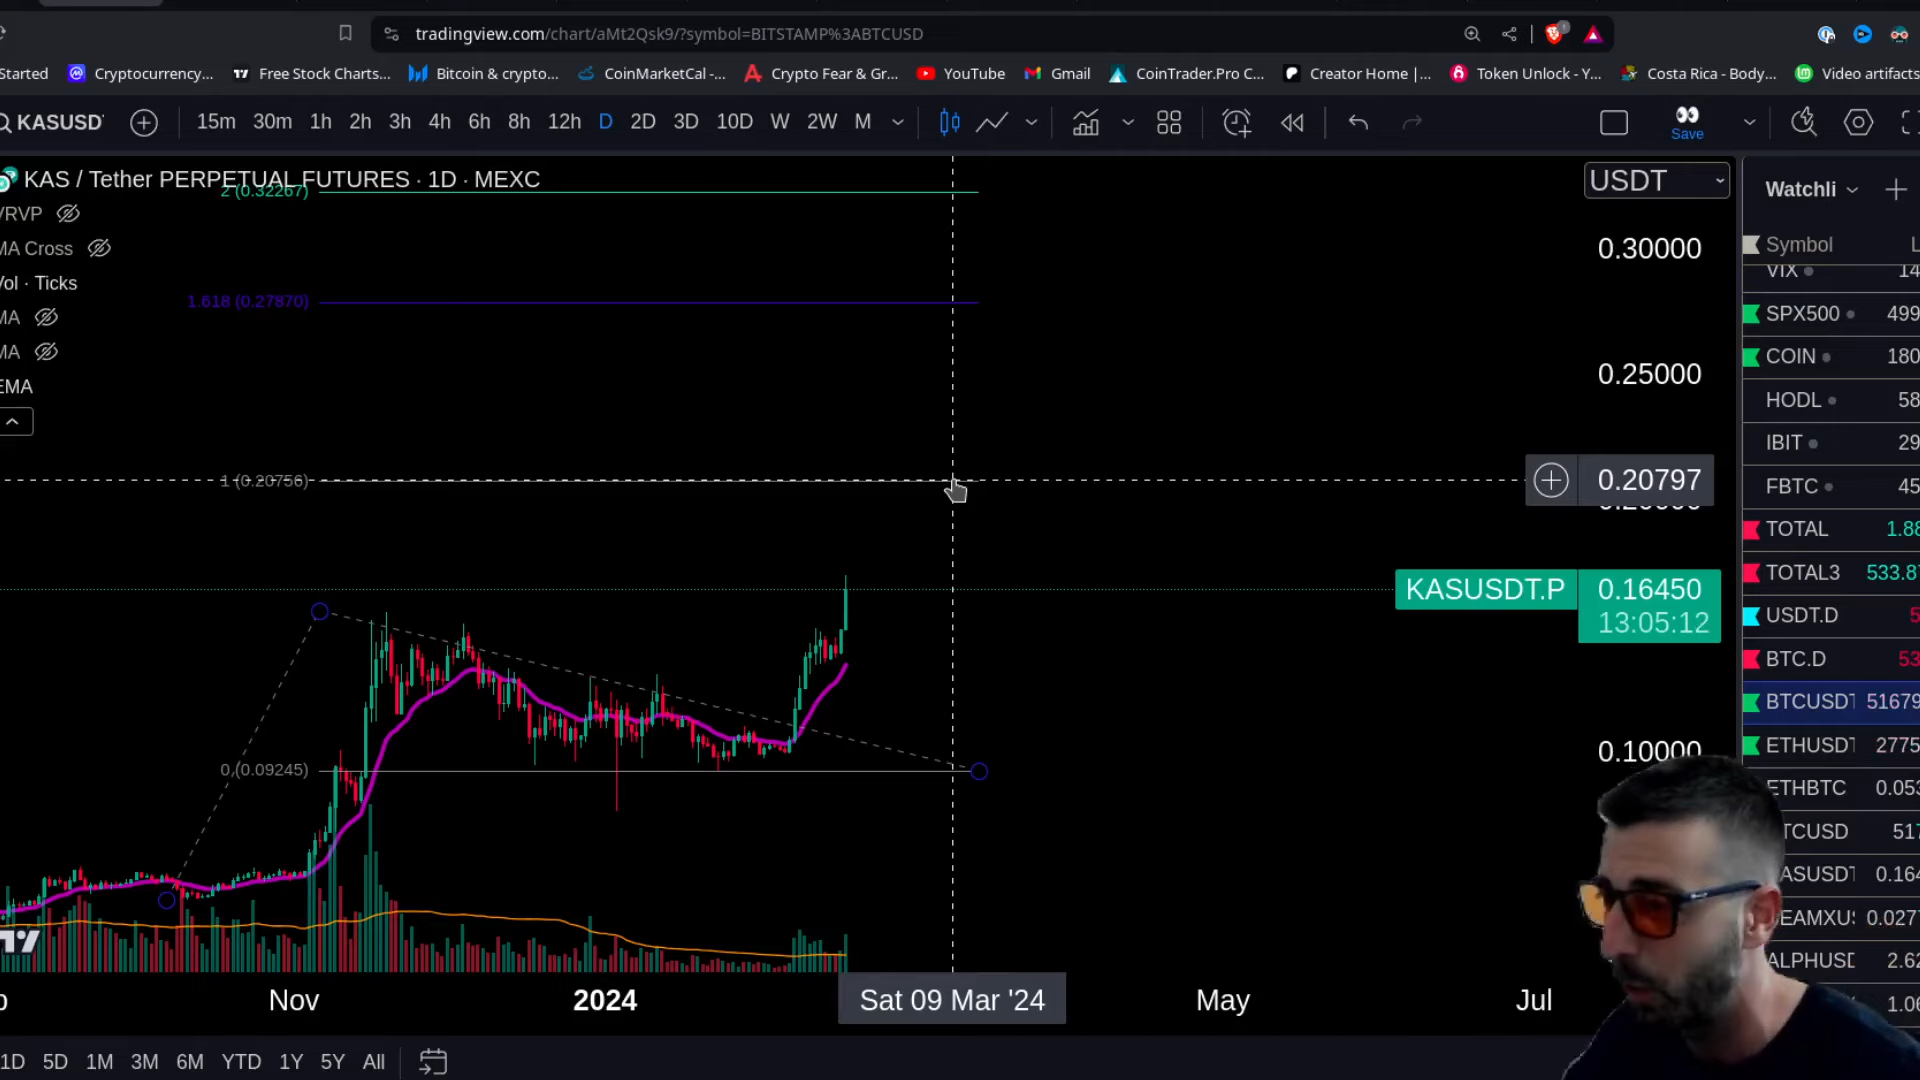 tradingview.com/chart/aMt2Qsk9/?symbol=BITSTAMP%3ABTCUSD
Started Cryptocurrency... Free Stock Charts... Bitcoin & crypto... CoinMarketCal -... Crypto Fear & Gr... YouTube Gmail CoinTrader.Pro C... Creator Home |... Token Unlock - Y... Costa Rica - Body... Video artifacts
KASUSD 15m 30m 1h 2h 3h 4h 6h 8h 12h D 2D 3D 10D W 2W M Save
KAS / Tether PERPETUAL FUTURES · 1D · MEXC
USDT
Watchli
2 (0.32267)
VRVP
MA Cross
Vol · Ticks
MA
MA
EMA
1.618 (0.27870)
1 (0.20756)
0 (0.09245)
0.30000
0.25000
0.20797
KASUSDT.P 0.16450
13:05:12
0.10000
Symbol L
VIX 14
SPX500 499
COIN 180
HODL 58
IBIT 29
FBTC 45
TOTAL 1.88
TOTAL3 533.8
USDT.D 5
BTC.D 53
BTCUSDT 51679
ETHUSDT 2775
ETHBTC 0.053
TCUSD 517
ASUSDT 0.164
EAMXUS 0.027
ALPHUSD 2.62
1.06
Nov 2024 Sat 09 Mar '24 May Jul
1D 5D 1M 3M 6M YTD 1Y 5Y All